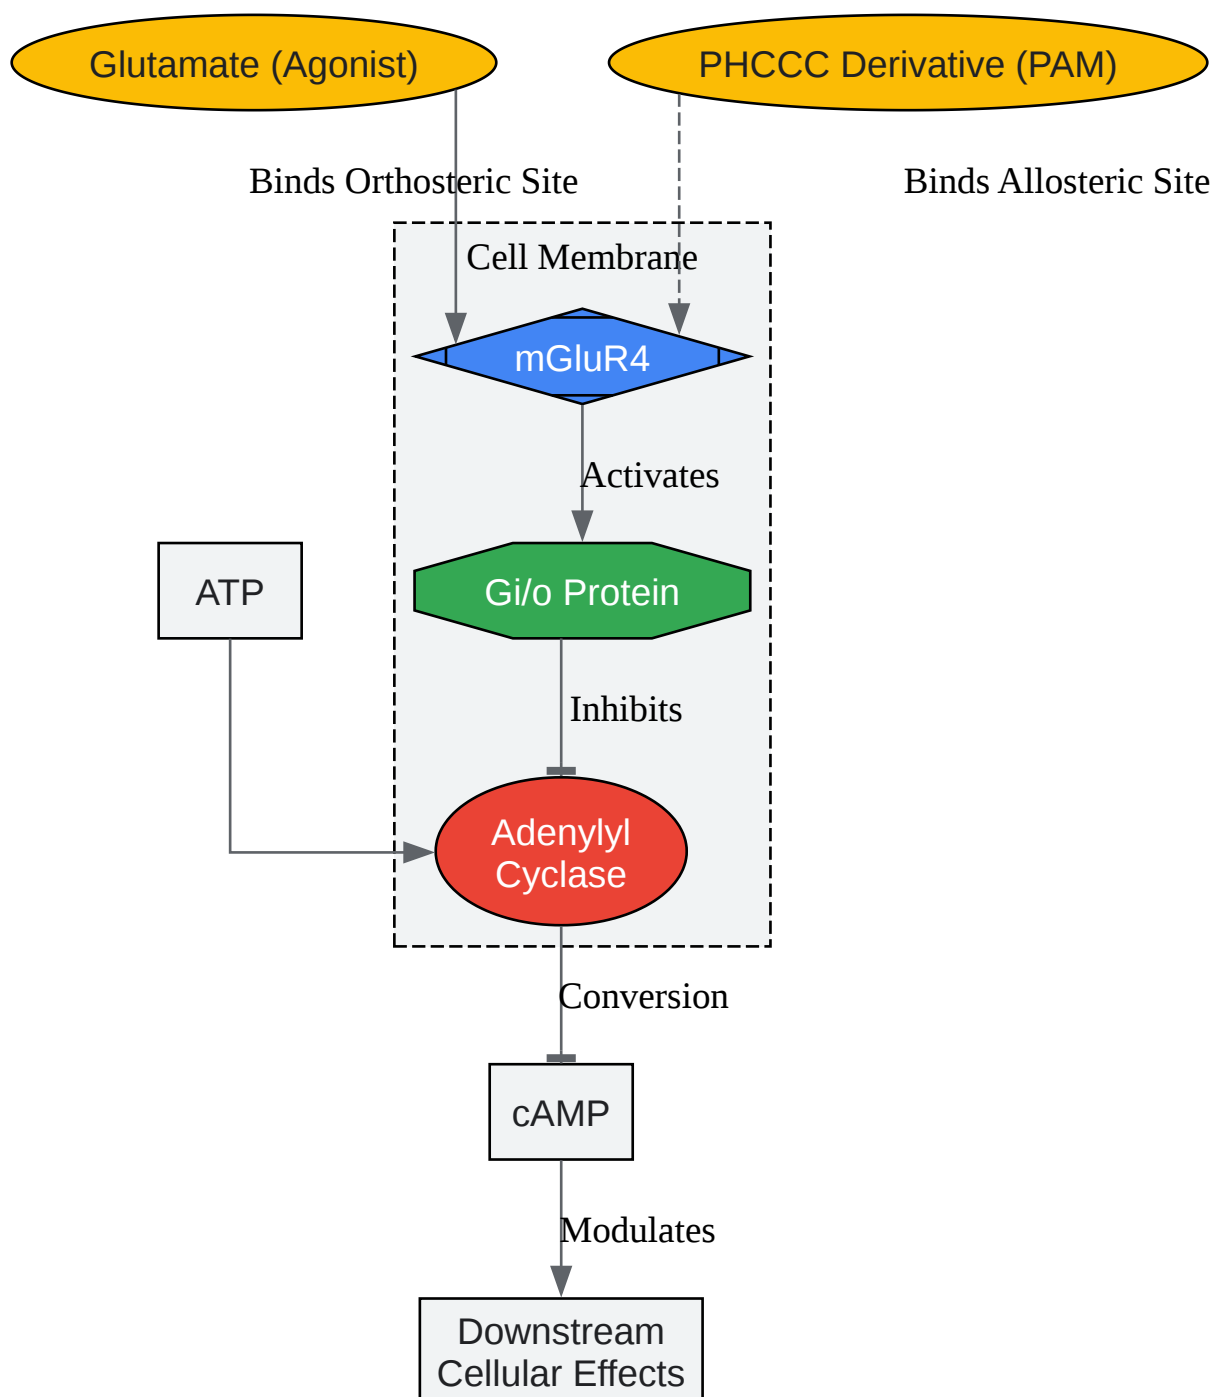 Glutamate (Agonist)
PHCCC Derivative (PAM)
Binds Orthosteric Site
Binds Allosteric Site
Cell Membrane
mGluR4
Activates
ATP
Gi/o Protein
Inhibits
Adenylyl
Cyclase
Conversion
cAMP
Modulates
Downstream
Cellular Effects